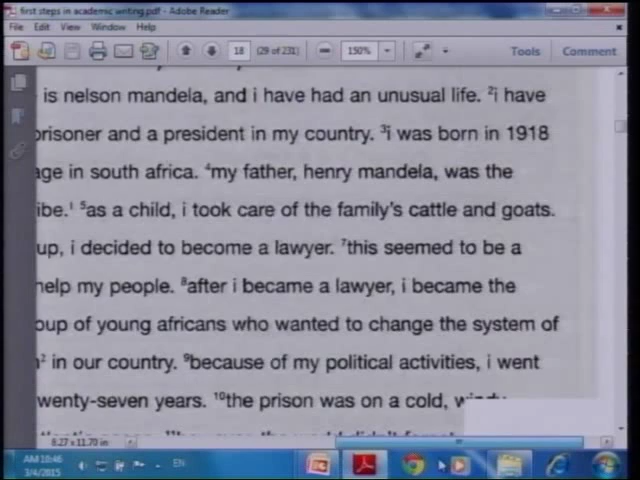 first steps in academic writing.pdf - Adobe Reader
File Edit View Window Help
18 (29 of 231) 150% Tools Comment
is nelson mandela, and i have had an unusual life. ²i have
prisoner and a president in my country. ³i was born in 1918
age in south africa. ⁴my father, henry mandela, was the
ibe.¹ ⁵as a child, i took care of the family's cattle and goats.
up, i decided to become a lawyer. ⁷this seemed to be a
help my people. ⁸after i became a lawyer, i became the
oup of young africans who wanted to change the system of
² in our country. ⁹because of my political activities, i went
wenty-seven years. ¹⁰the prison was on a cold, windy
8.27 x 11.70 in
AM 10:46
3/4/2015
EN